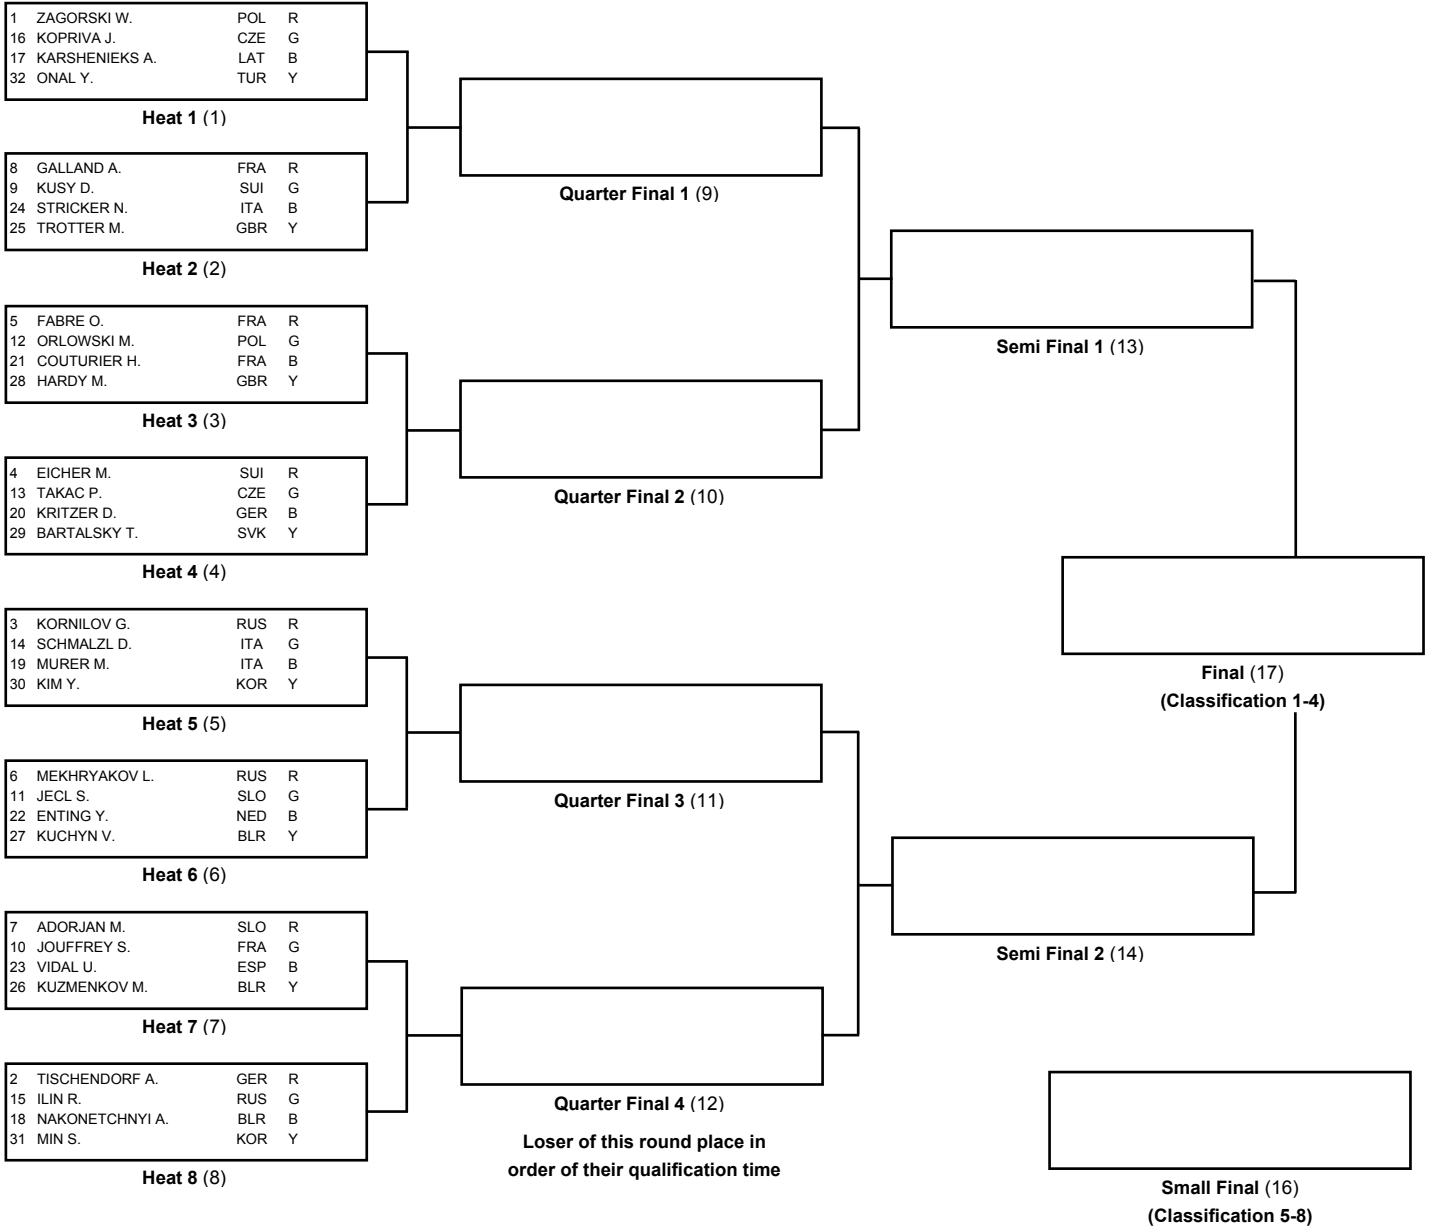 1 ZAGORSKI W. POL R
16 KOPRIVA J. CZE G
17 KARSHENIEKS A. LAT B
32 ONAL Y. TUR Y
Heat 1 (1)
8 GALLAND A. FRA R
9 KUSY D. SUI G
24 STRICKER N. ITA B
25 TROTTER M. GBR Y
Heat 2 (2)
5 FABRE O. FRA R
12 ORLOWSKI M. POL G
21 COUTURIER H. FRA B
28 HARDY M. GBR Y
Heat 3 (3)
4 EICHER M. SUI R
13 TAKAC P. CZE G
20 KRITZER D. GER B
29 BARTALSKY T. SVK Y
Heat 4 (4)
3 KORNILOV G. RUS R
14 SCHMALZL D. ITA G
19 MURER M. ITA B
30 KIM Y. KOR Y
Heat 5 (5)
6 MEKHRYAKOV L. RUS R
11 JECL S. SLO G
22 ENTING Y. NED B
27 KUCHYN V. BLR Y
Heat 6 (6)
7 ADORJAN M. SLO R
10 JOUFFREY S. FRA G
23 VIDAL U. ESP B
26 KUZMENKOV M. BLR Y
Heat 7 (7)
2 TISCHENDORF A. GER R
15 ILIN R. RUS G
18 NAKONETCHNYI A. BLR B
31 MIN S. KOR Y
Heat 8 (8)
Quarter Final 1 (9)
Quarter Final 2 (10)
Quarter Final 3 (11)
Quarter Final 4 (12)
Loser of this round place in
order of their qualification time
Semi Final 1 (13)
Semi Final 2 (14)
Final (17)
(Classification 1-4)
Small Final (16)
(Classification 5-8)